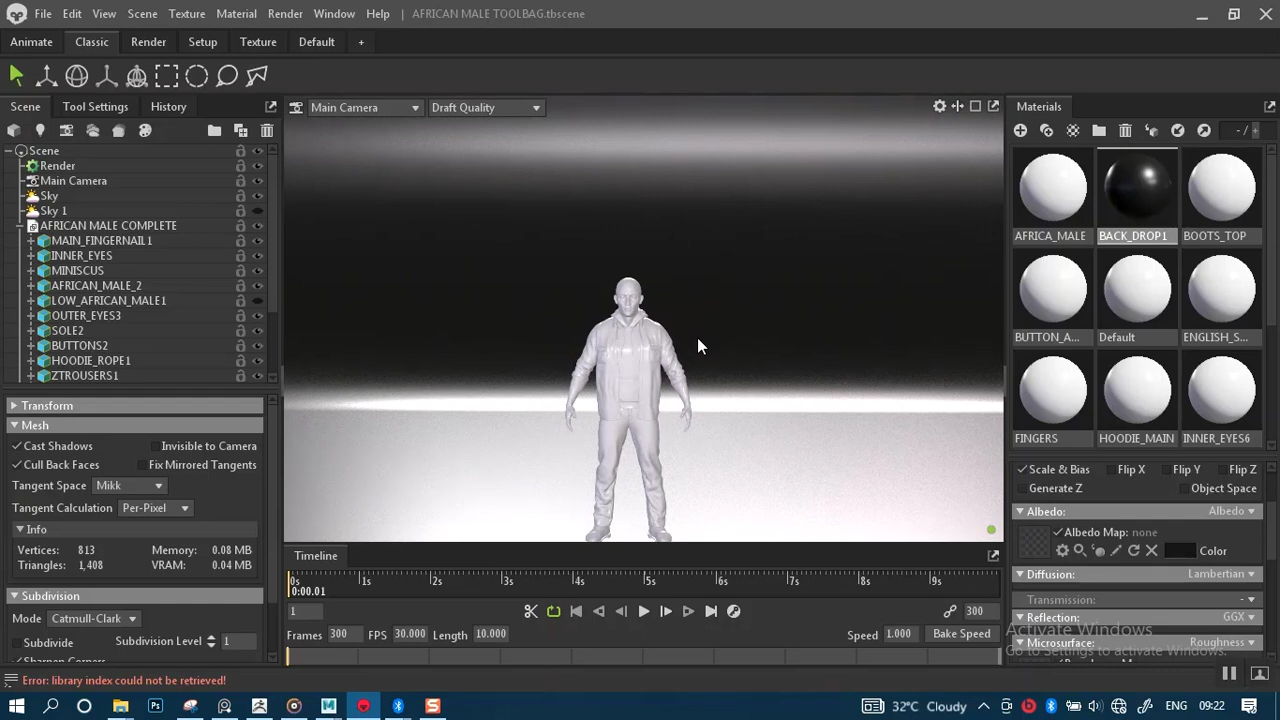 File Edit View Scene Texture Material Render Window Help AFRICAN MALE TOOLBAG.tbscene
Animate Classic Render Setup Texture Default +
Scene Tool Settings History
Main Camera Draft Quality
Materials
Scene
Render
Main Camera
Sky
Sky 1
AFRICAN MALE COMPLETE
MAIN_FINGERNAIL1
INNER_EYES
MINISCUS
AFRICAN_MALE_2
LOW_AFRICAN_MALE1
OUTER_EYES3
SOLE2
BUTTONS2
HOODIE_ROPE1
ZTROUSERS1
- /
AFRICA_MALE BACK_DROP1 BOOTS_TOP
BUTTON_A... Default ENGLISH_S...
FINGERS HOODIE_MAIN INNER_EYES6
Transform
Mesh
Cast Shadows Invisible to Camera
Cull Back Faces Fix Mirrored Tangents
Tangent Space Mikk
Tangent Calculation Per-Pixel
Info
Vertices: 813 Memory: 0.08 MB
Triangles: 1,408 VRAM: 0.04 MB
Subdivision
Mode Catmull-Clark
Subdivide Subdivision Level 1
Sharpen Corners
Timeline
0s 1s 2s 3s 4s 5s 6s 7s 8s 9s
0:00.01
1 300
Frames 300 FPS 30.000 Length 10.000 Speed 1.000 Bake Speed
Scale & Bias Flip X Flip Y Flip Z
Generate Z Object Space
Albedo: Albedo
Albedo Map: none
Color
Diffusion: Lambertian
Transmission: -
Reflection: GGX
Microsurface: Roughness
Activate Windows
Go to Settings to activate Windows.
Error: library index could not be retrieved!
32°C Cloudy ENG 09:22